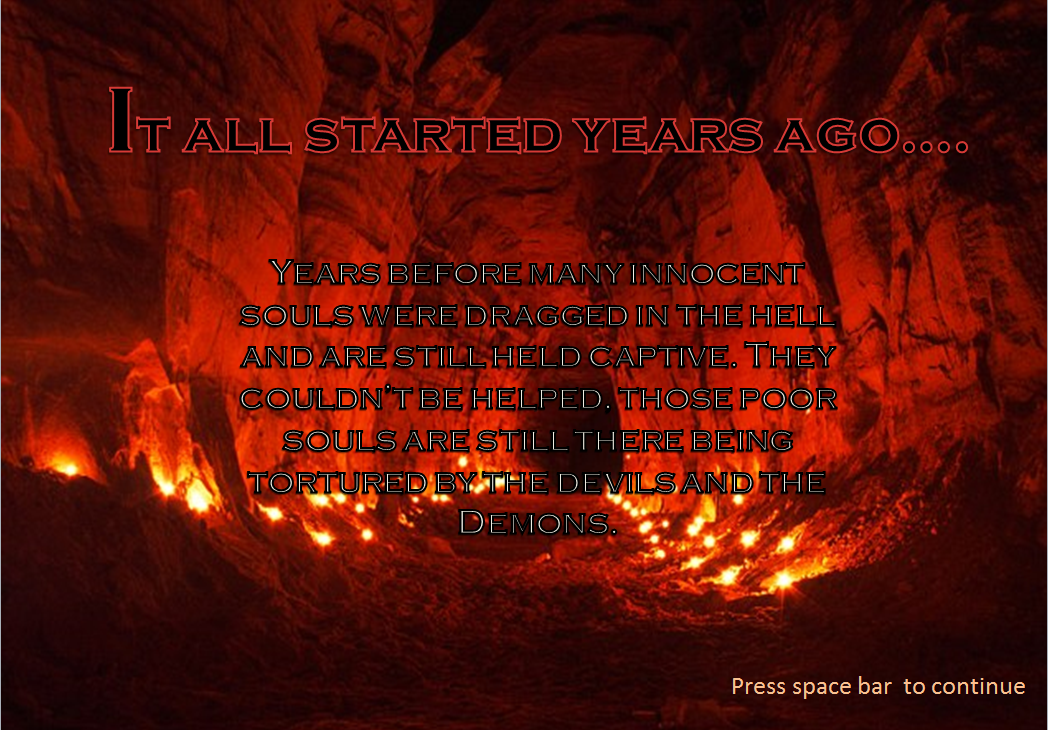 It all started years ago....
Years before many innocent
souls were dragged in the hell
and are still held captive. They
couldn't be helped. those poor
souls are still there being
tortured by the devils and the
Demons.
Press space bar  to continue